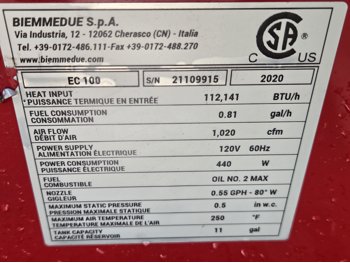 BIEMMEDUE S.p.A.
Via Industria, 12 - 12062 Cherasco (CN) - Italia
Tel. +39-0172-486.111-Fax +39-0172-488.270
www.biemmedue.com
CSA
C US
EC 100 S/N 21109915 2020
HEAT INPUT
PUISSANCE TERMIQUE EN ENTRÉE 112,141 BTU/h
FUEL CONSUMPTION
CONSOMMATION 0.81 gal/h
AIR FLOW
DÉBIT D'AIR 1,020 cfm
POWER SUPPLY
ALIMENTATION ÉLECTRIQUE 120V 60Hz
POWER CONSUMPTION
PUISSANCE ÉLECTRIQUE 440 W
FUEL
COMBUSTIBLE OIL NO. 2 MAX
NOZZLE
GIGLEUR 0.55 GPH - 80° W
MAXIMUM STATIC PRESSURE
PRESSION MAXIMALE STATIQUE 0.5 in w.c.
MAXIMUM AIR TEMPERATURE
TEMPERATURE MAXIMALE DE L'AIR 250 °F
TANK CAPACITY
CAPACITÉ RÉSERVOIR 11 gal